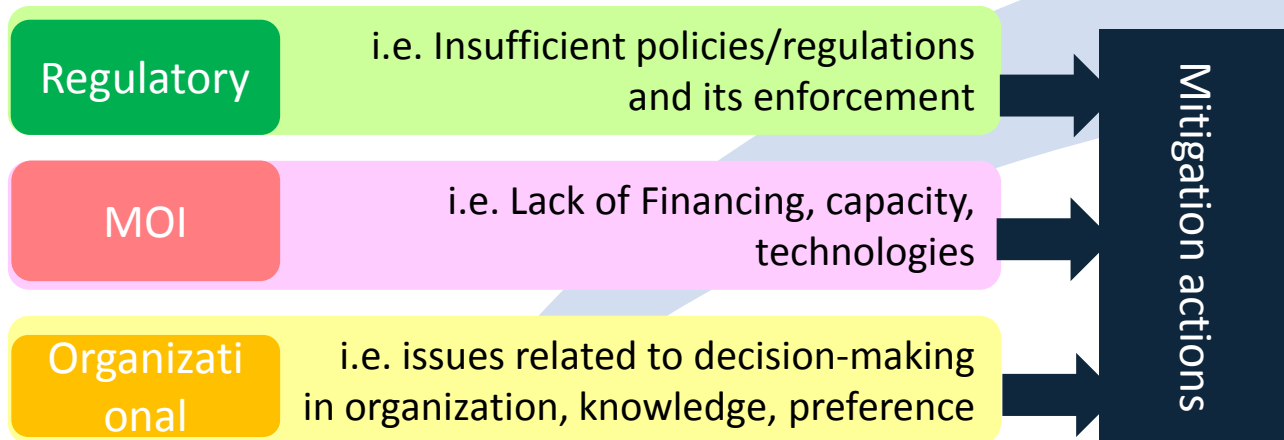 Regulatory
i.e. Insufficient policies/regulations
and its enforcement
MOI
i.e. Lack of Financing, capacity,
technologies
Organizati
onal
i.e. issues related to decision-making
in organization, knowledge, preference
Mitigation actions